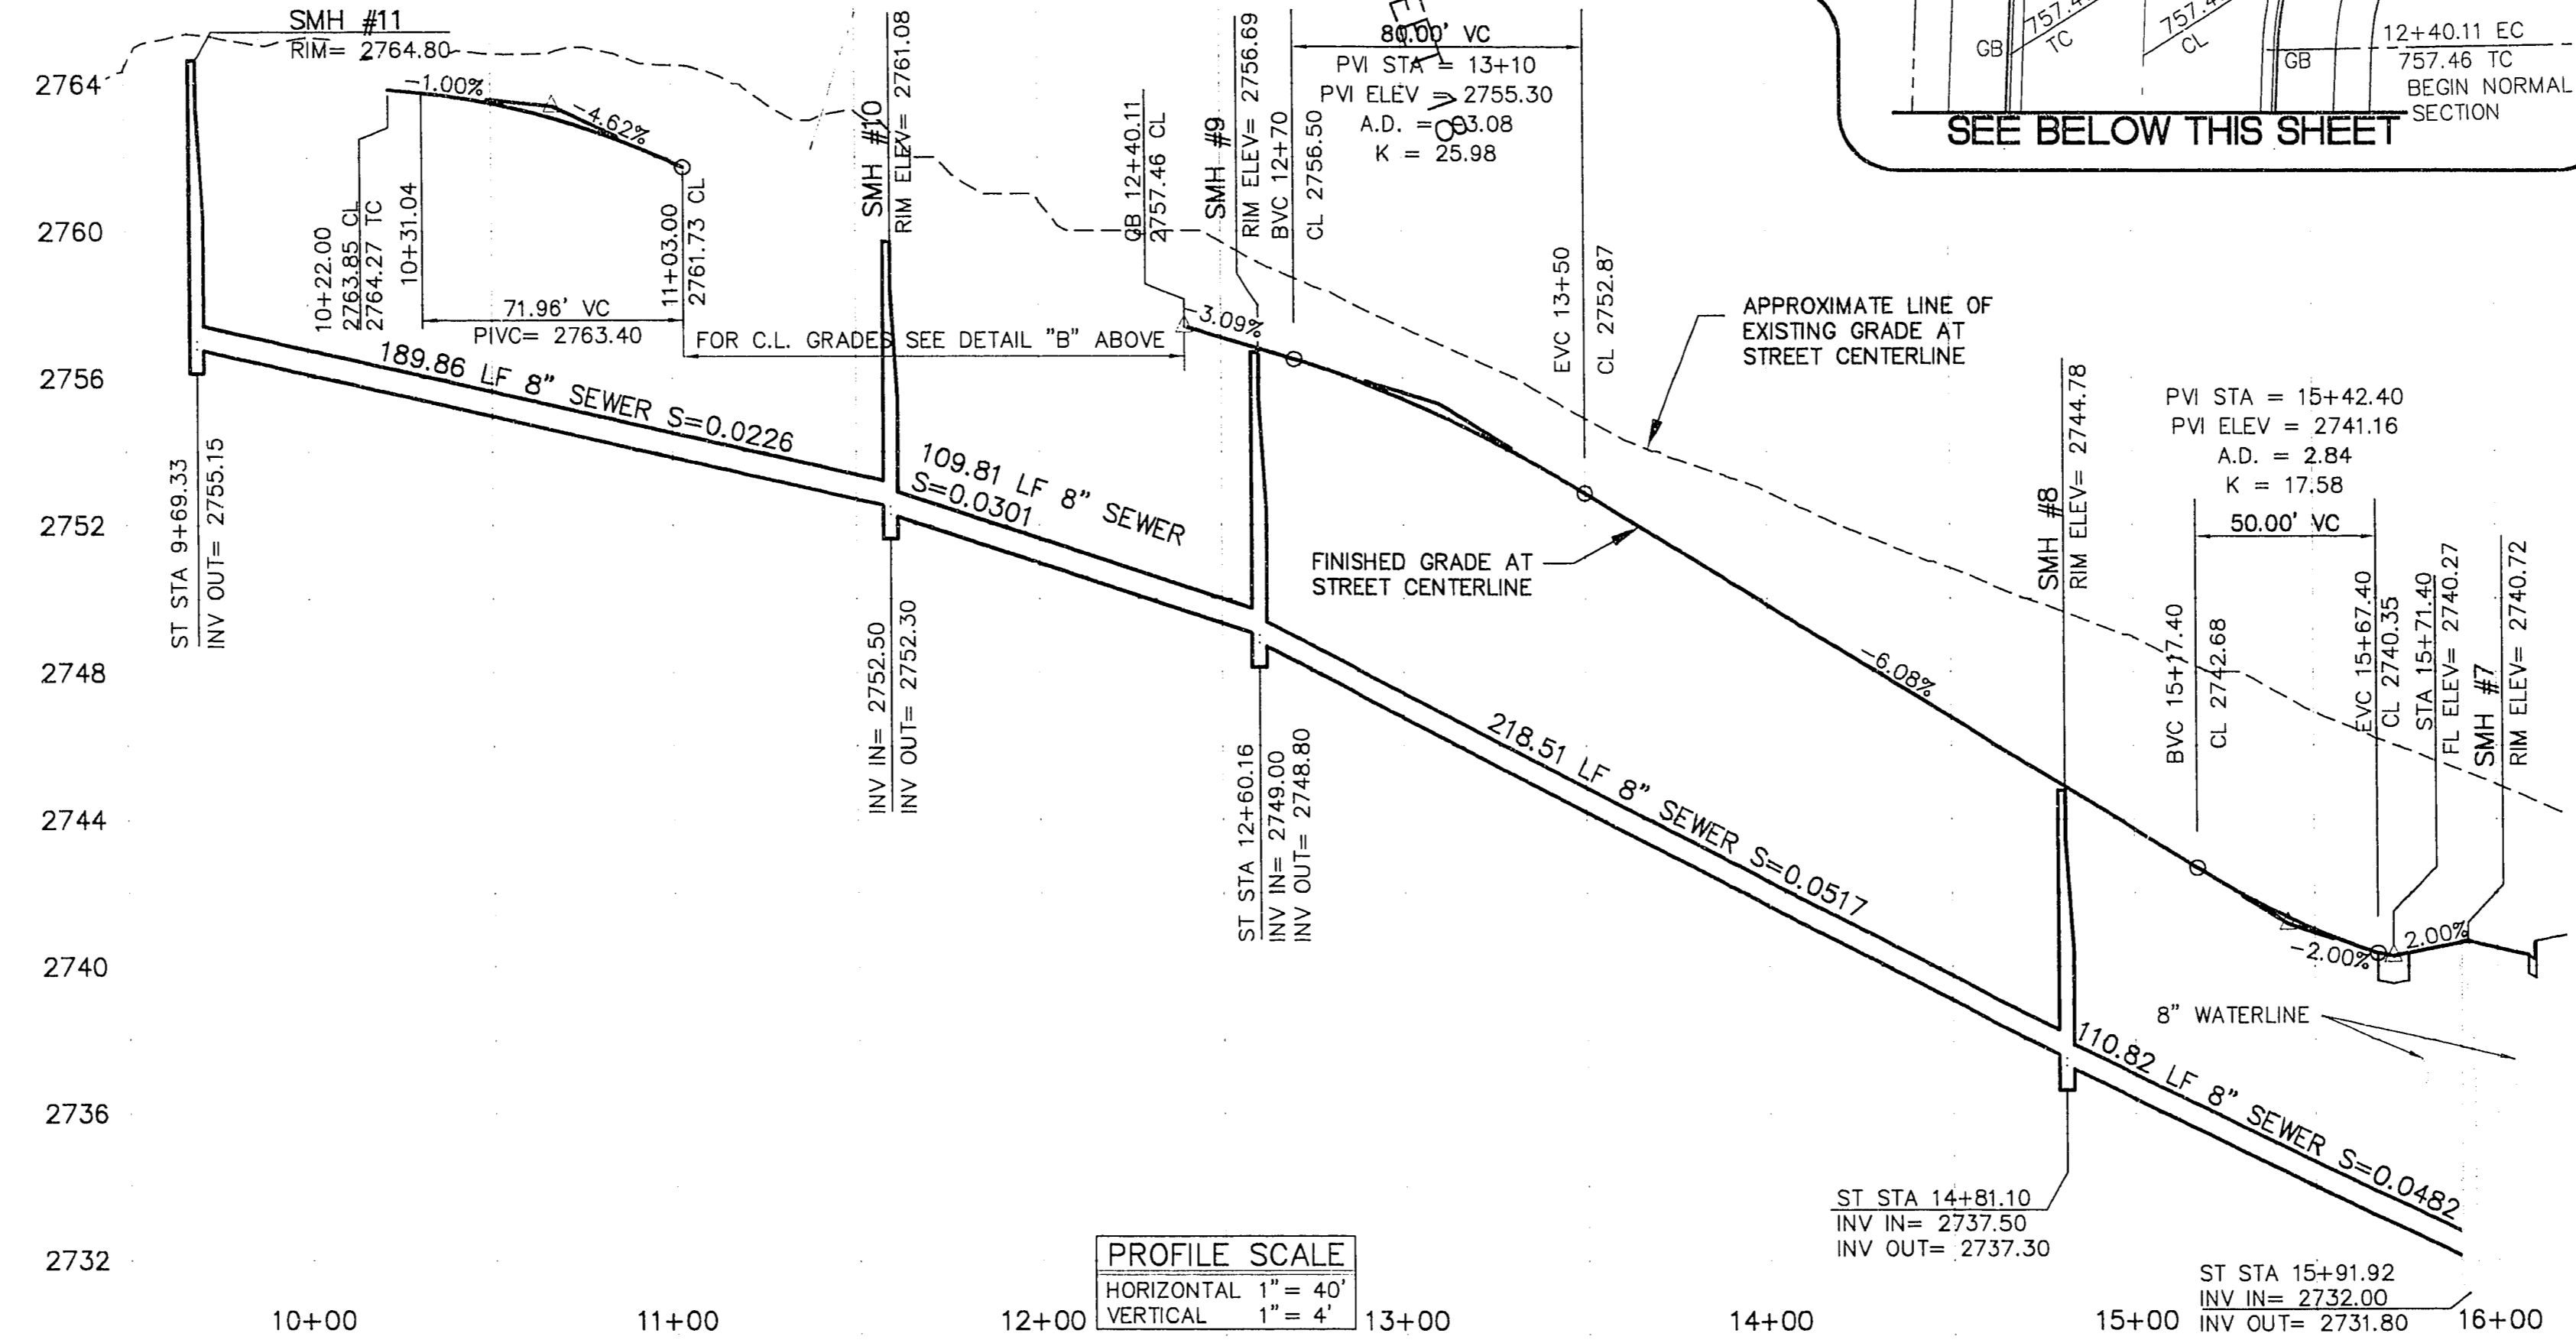 SMH #11
RIM= 2764.80
2764
2760
2756
2752
2748
2744
2740
2736
2732
-1.00%
-4.62%
10+22.00
2763.85 CL
2764.27 TC
10+31.04
71.96' VC
PIVC= 2763.40
11+03.00
2761.73 CL
FOR C.L. GRADES SEE DETAIL "B" ABOVE
SMH #10
RIM ELEV= 2761.08
GB 12+40.11
2757.46 CL
SMH #9
RIM ELEV= 2756.69
BVC 12+70
CL 2756.50
80.00' VC
PVI STA = 13+10
PVI ELEV = 2755.30
A.D. = 3.08
K = 25.98
EVC 13+50
CL 2752.87
-3.09%
757.4
TC
757.4
CL
GB
GB
12+40.11 EC
757.46 TC
BEGIN NORMAL
SECTION
SEE BELOW THIS SHEET
APPROXIMATE LINE OF
EXISTING GRADE AT
STREET CENTERLINE
FINISHED GRADE AT
STREET CENTERLINE
189.86 LF 8" SEWER S=0.0226
109.81 LF 8" SEWER
S=0.0301
218.51 LF 8" SEWER S=0.0517
110.82 LF 8" SEWER S=0.0482
-6.08%
ST STA 9+69.33
INV OUT= 2755.15
INV IN= 2752.50
INV OUT= 2752.30
ST STA 12+60.16
INV IN= 2749.00
INV OUT= 2748.80
SMH #8
RIM ELEV= 2744.78
PVI STA = 15+42.40
PVI ELEV = 2741.16
A.D. = 2.84
K = 17.58
50.00' VC
BVC 15+17.40
CL 2742.68
EVC 15+67.40
CL 2740.35
STA 15+71.40
FL ELEV= 2740.27
SMH #7
RIM ELEV= 2740.72
-2.00%
2.00%
8" WATERLINE
ST STA 14+81.10
INV IN= 2737.50
INV OUT= 2737.30
ST STA 15+91.92
INV IN= 2732.00
INV OUT= 2731.80
PROFILE SCALE
HORIZONTAL 1"= 40'
VERTICAL 1"= 4'
10+00
11+00
12+00
13+00
14+00
15+00
16+00